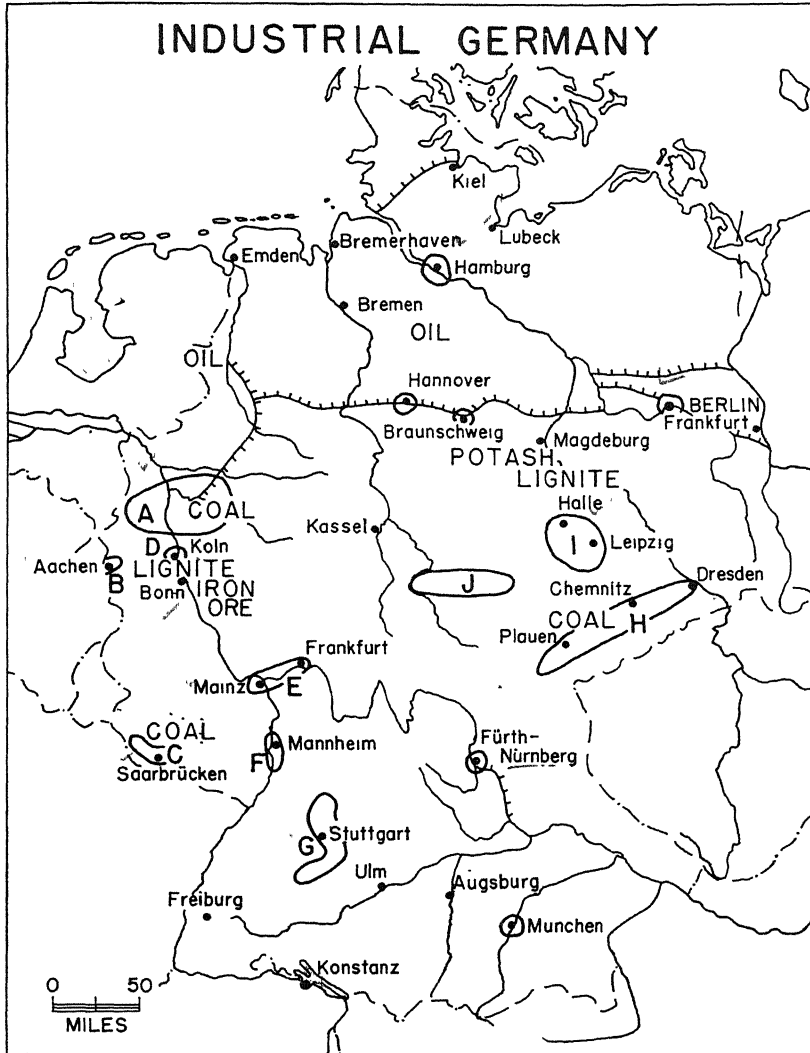 INDUSTRIAL GERMANY
Kiel
Lubeck
Bremerhaven
Emden
Hamburg
Bremen
OIL
OIL
Hannover
BERLIN
Frankfurt
Braunschweig
Magdeburg
POTASH
LIGNITE
A
COAL
Halle
Kassel
I
Leipzig
D
Koln
Aachen
B
LIGNITE
Bonn
IRON
ORE
J
Dresden
Chemnitz
COAL
H
Plauen
Frankfurt
Mainz
E
COAL
C
Saarbrücken
Mannheim
F
Fürth-
Nürnberg
G
Stuttgart
Ulm
Augsburg
Freiburg
Munchen
Konstanz
0 50
MILES